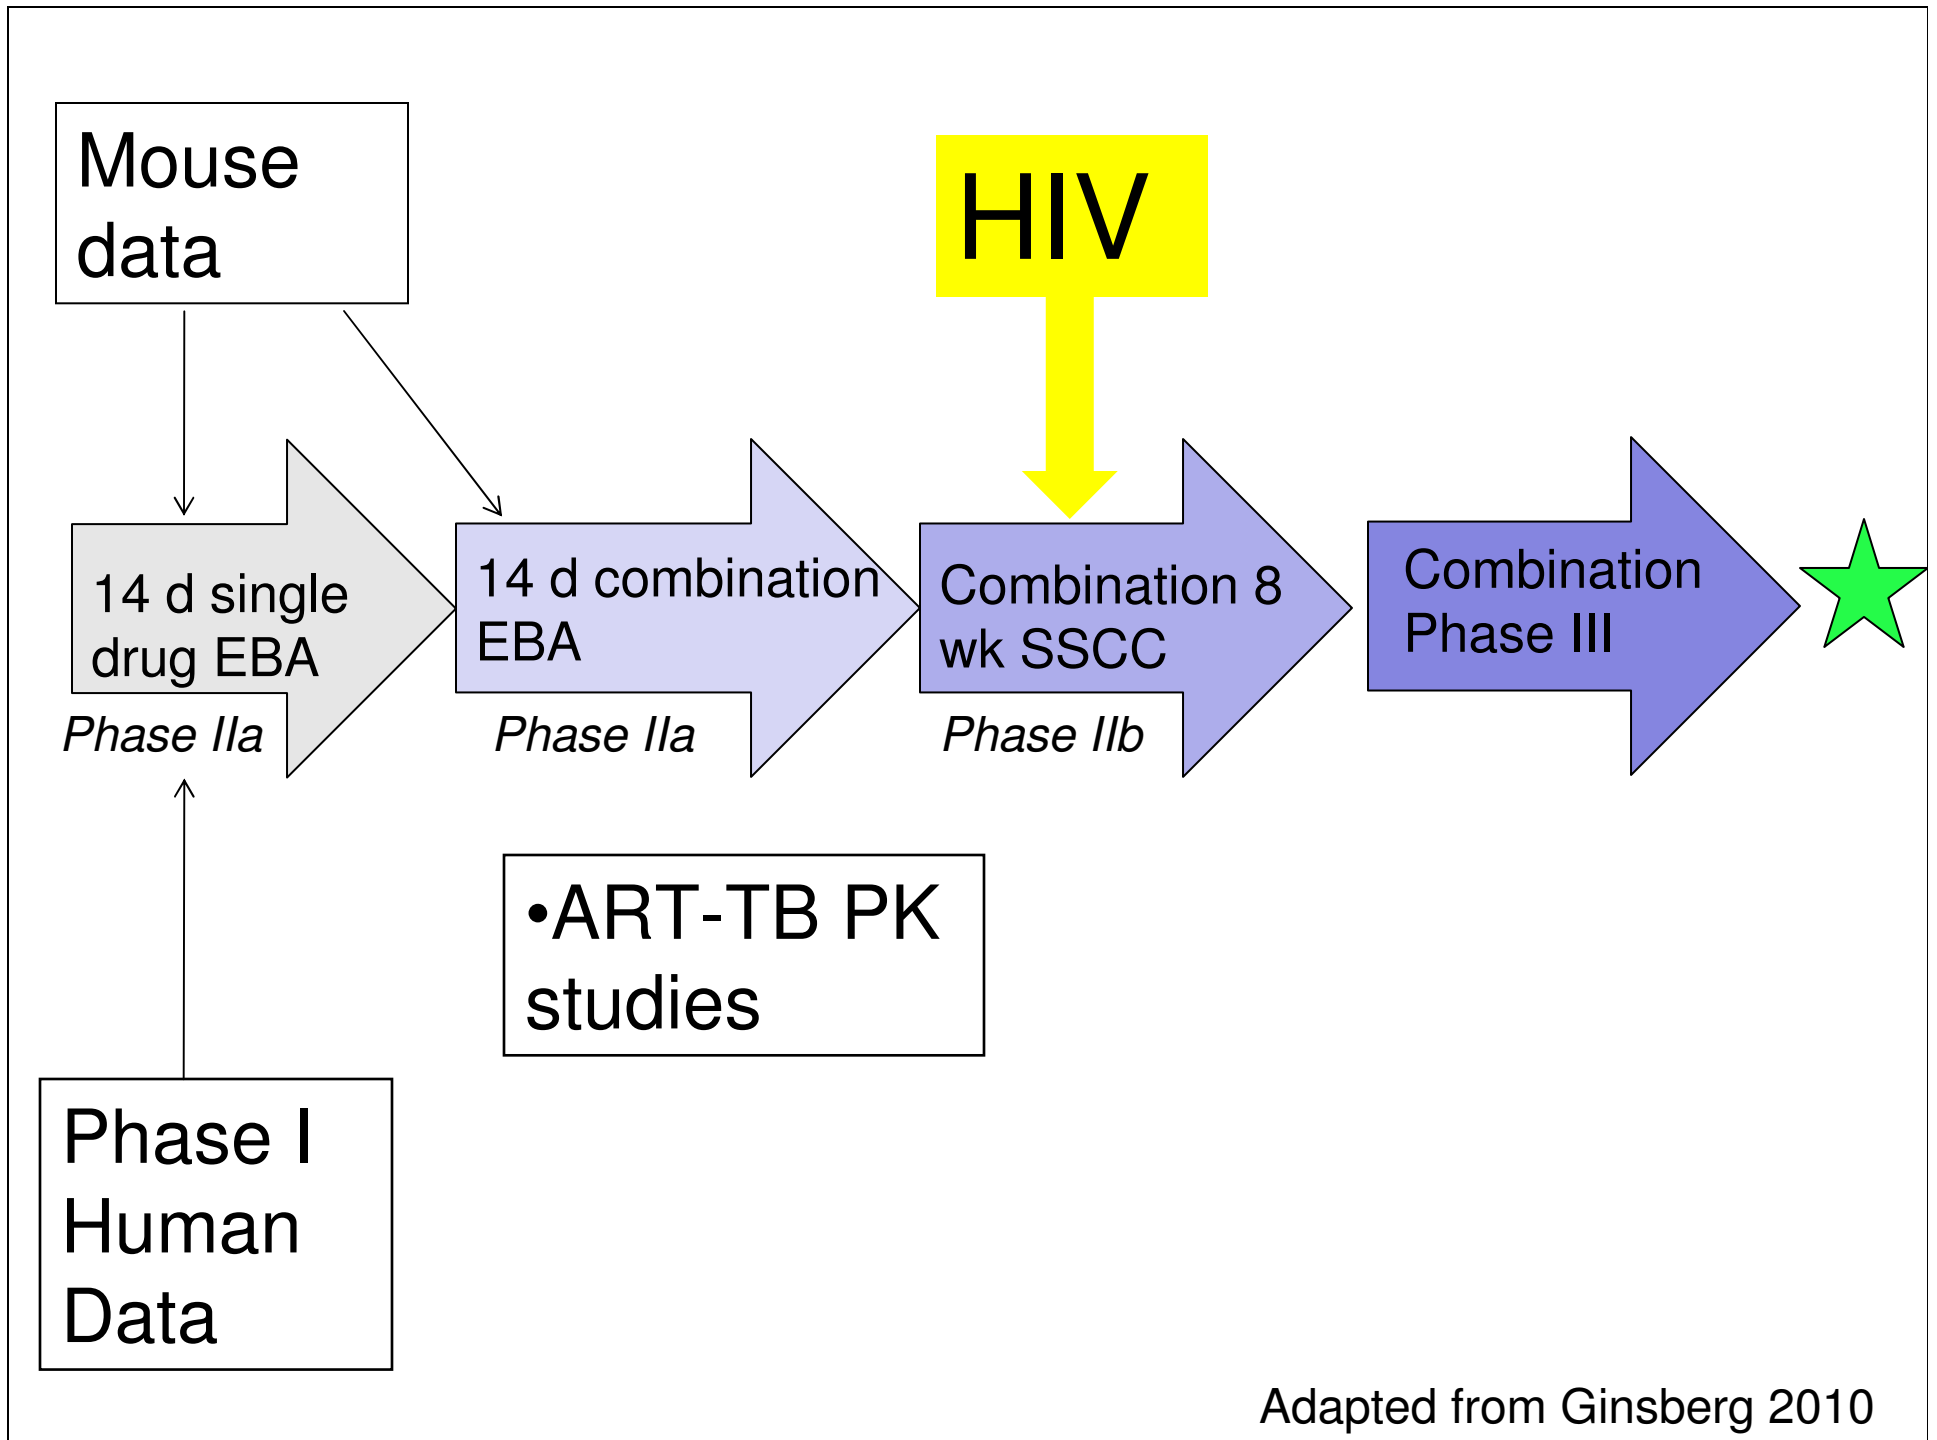 Mouse
data
HIV
14 d single
drug EBA
Phase IIa
14 d combination
EBA
Phase IIa
Combination 8
wk SSCC
Phase IIb
Combination
Phase III
•ART-TB PK
studies
Phase I
Human
Data
Adapted from Ginsberg 2010